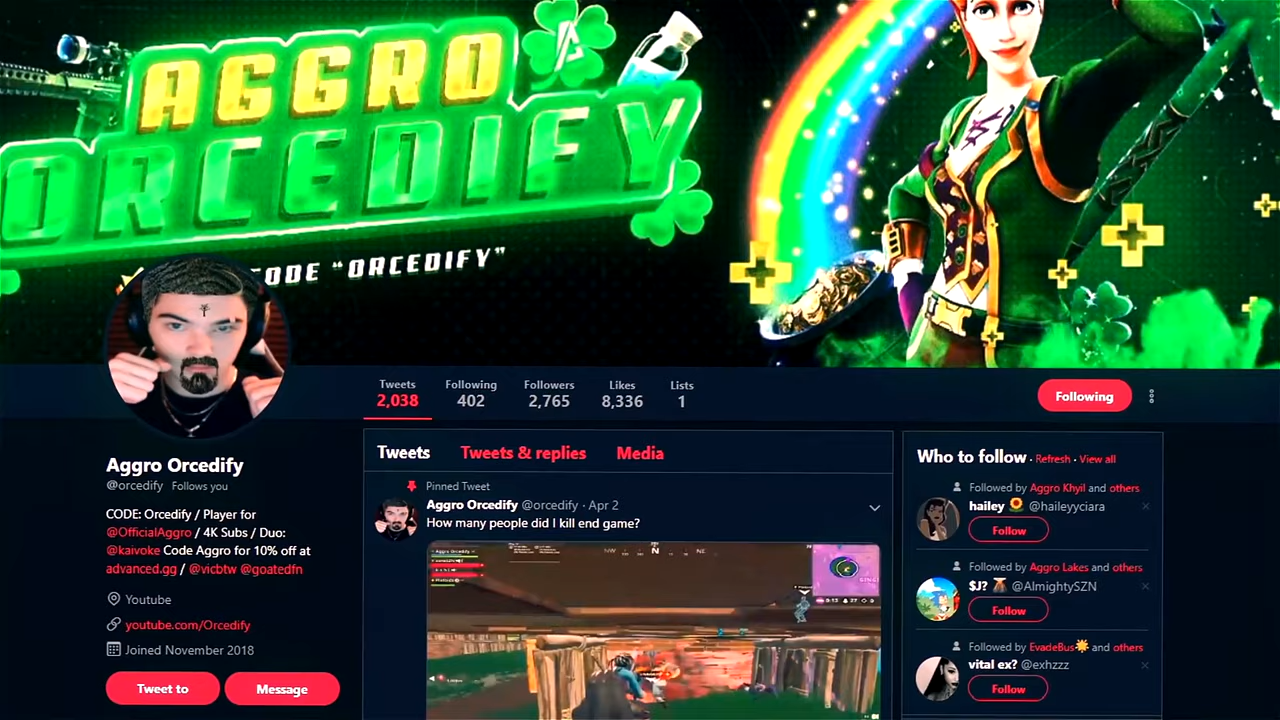 AGGRO
ORCEDIFY
CODE "ORCEDIFY"
Tweets
2,038
Following
402
Followers
2,765
Likes
8,336
Lists
1
Following
Aggro Orcedify
@orcedify Follows you
CODE: Orcedify / Player for
@OfficialAggro / 4K Subs / Duo:
@kaivoke Code Aggro for 10% off at
advanced.gg / @vicbtw @goatedfn
Youtube
youtube.com/Orcedify
Joined November 2018
Tweet to
Message
Tweets
Tweets & replies
Media
Pinned Tweet
Aggro Orcedify @orcedify · Apr 2
How many people did I kill end game?
Aggro Orcedify
NW
N
NE
Who to follow · Refresh · View all
Followed by Aggro Khyil and others
hailey @haileyyciara
Follow
Followed by Aggro Lakes and others
$J? @AlmightySZN
Follow
Followed by EvadeBus and others
vital ex? @exhzzz
Follow